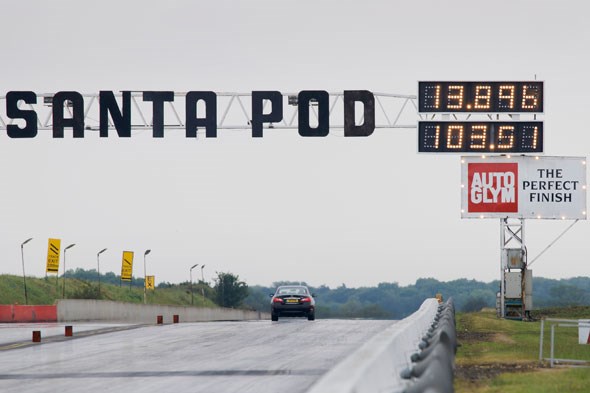 SANTA POD
13.896
103.51
AUTO
GLYM
THE
PERFECT
FINISH